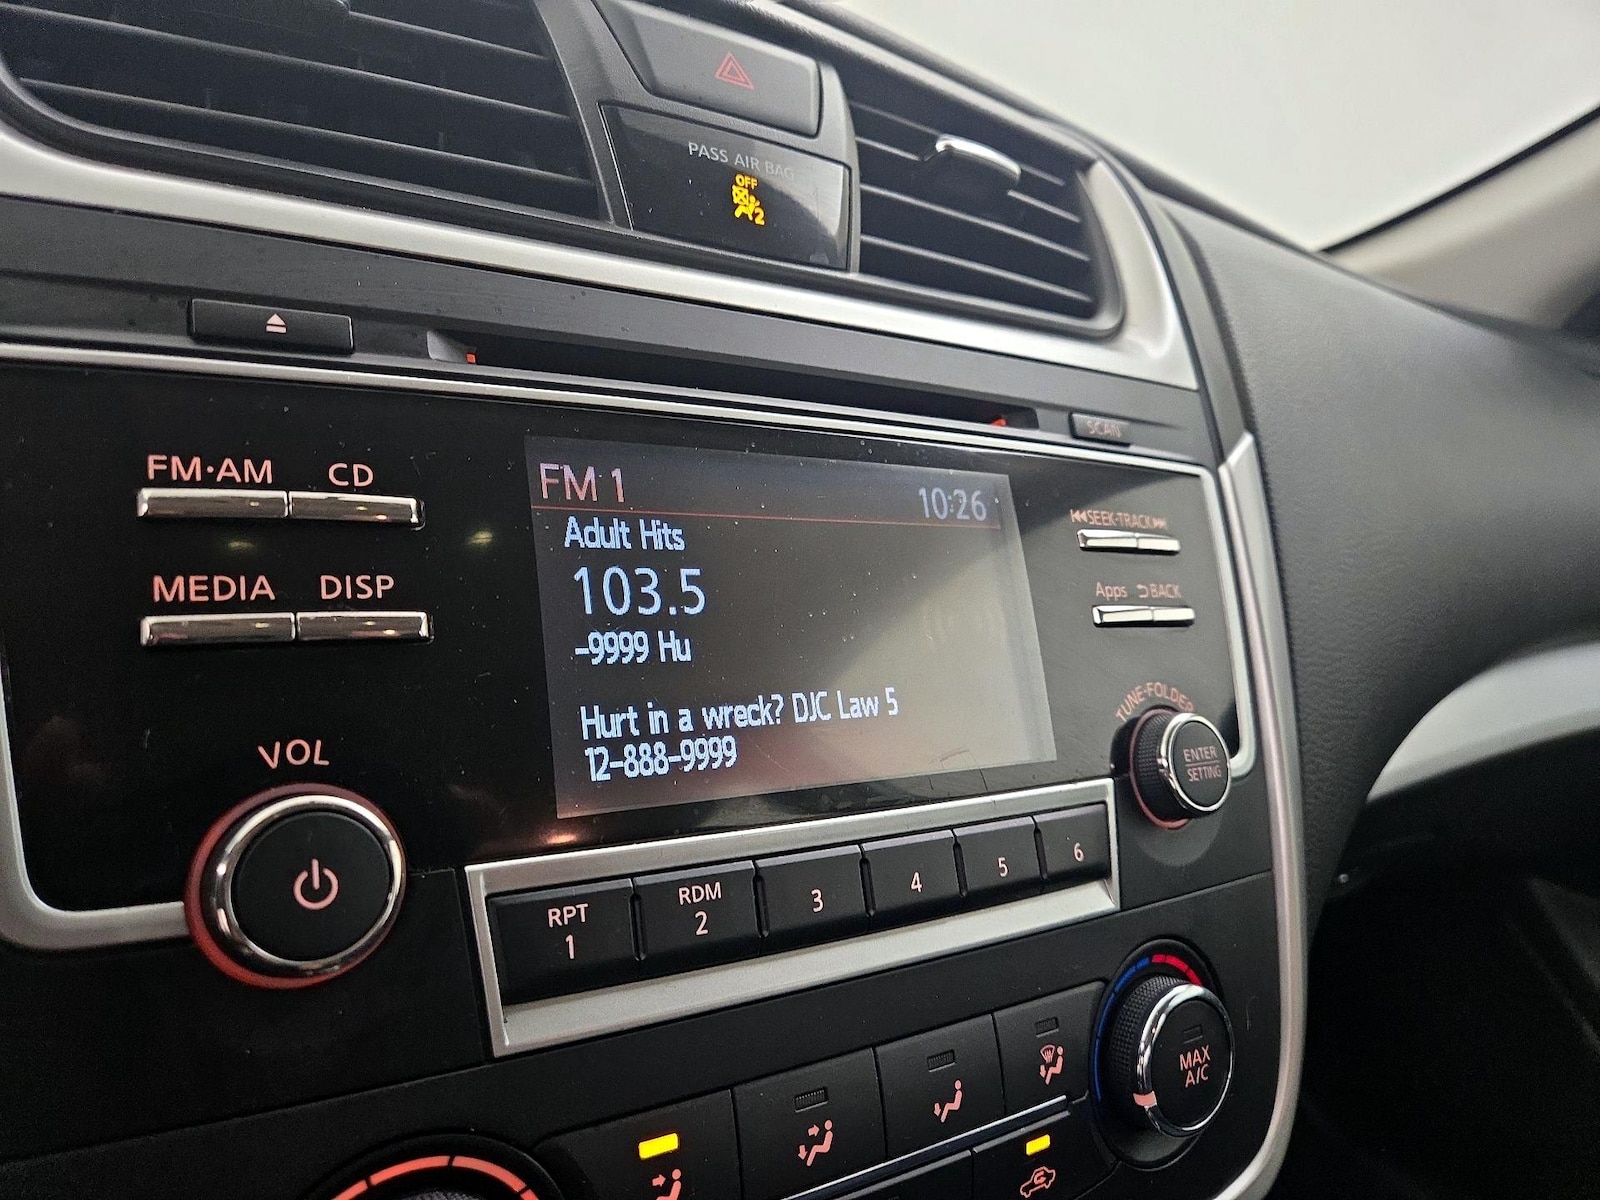 PASS AIR BAG
OFF
2
SCAN
FM·AM
CD
FM 1
10:26
SEEK·TRACK
Adult Hits
103.5
-9999 Hu
MEDIA
DISP
Apps
BACK
Hurt in a wreck? DJC Law 5
12-888-9999
TUNE·FOLDER
ENTER
SETTING
VOL
RPT
1
RDM
2
3
4
5
6
MAX
A/C